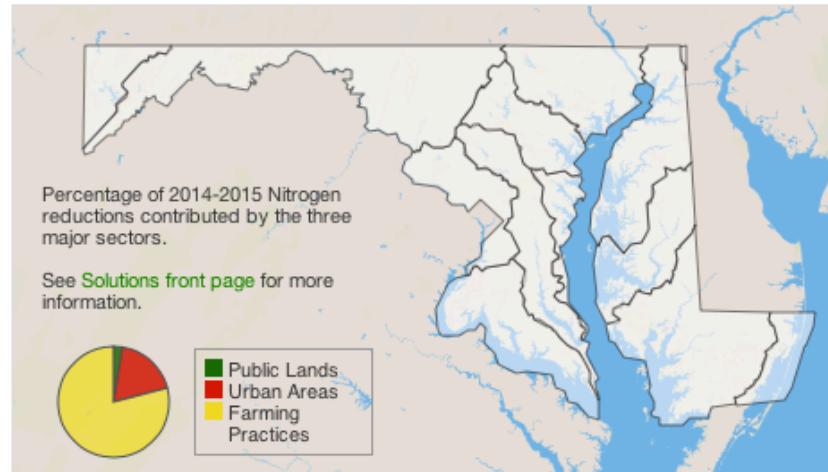 Percentage of 2014-2015 Nitrogen
reductions contributed by the three
major sectors.
See Solutions front page for more
information.
Public Lands
Urban Areas
Farming
Practices